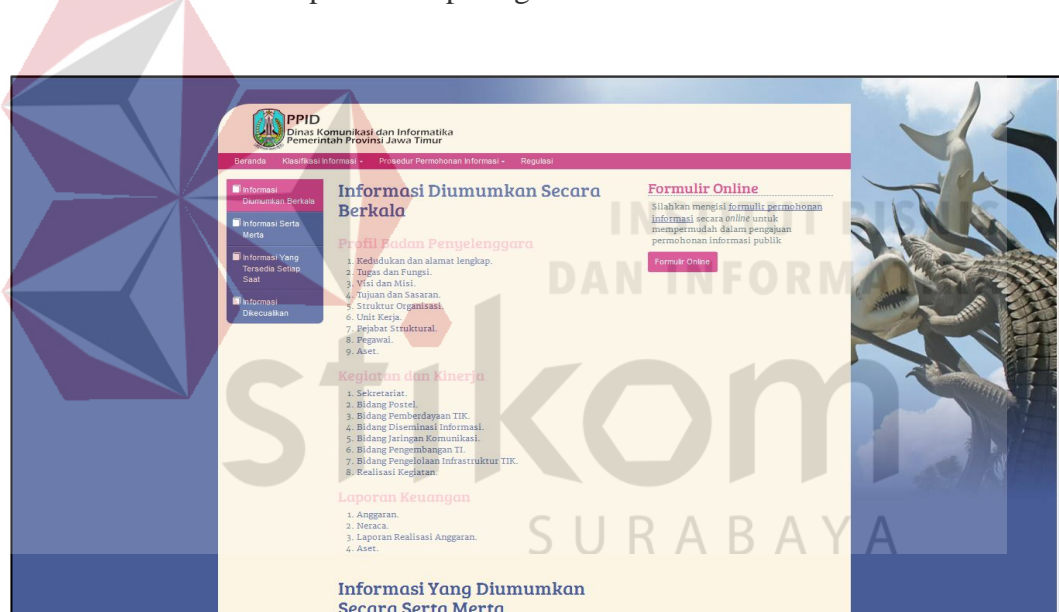 PPID
Dinas Komunikasi dan Informatika
Pemerintah Provinsi Jawa Timur
Beranda Klasifikasi Informasi Prosedur Permohonan Informasi Regulasi
Informasi
Diumumkan Berkala
Informasi Serta
Merta
Informasi Yang
Tersedia Setiap
Saat
Informasi
Dikecualikan
Informasi Diumumkan Secara
Berkala
Profil Badan Penyelenggara
1. Kedudukan dan alamat lengkap.
2. Tugas dan Fungsi.
3. Visi dan Misi.
4. Tujuan dan Sasaran.
5. Struktur Organisasi.
6. Unit Kerja.
7. Pejabat Struktural.
8. Pegawai.
9. Aset.
Kegiatan dan Kinerja
1. Sekretariat.
2. Bidang Postel.
3. Bidang Pemberdayaan TIK.
4. Bidang Diseminasi Informasi.
5. Bidang Jaringan Komunikasi.
6. Bidang Pengembangan TI.
7. Bidang Pengelolaan Infrastruktur TIK.
8. Realisasi Kegiatan.
Laporan Keuangan
1. Anggaran.
2. Neraca.
3. Laporan Realisasi Anggaran.
4. Aset.
Informasi Yang Diumumkan
Secara Serta Merta
Formulir Online
Silahkan mengisi formulir permohonan
informasi secara online untuk
mempermudah dalam pengajuan
permohonan informasi publik
Formulir Online
DAN INFORMA
stikom
SURABAYA